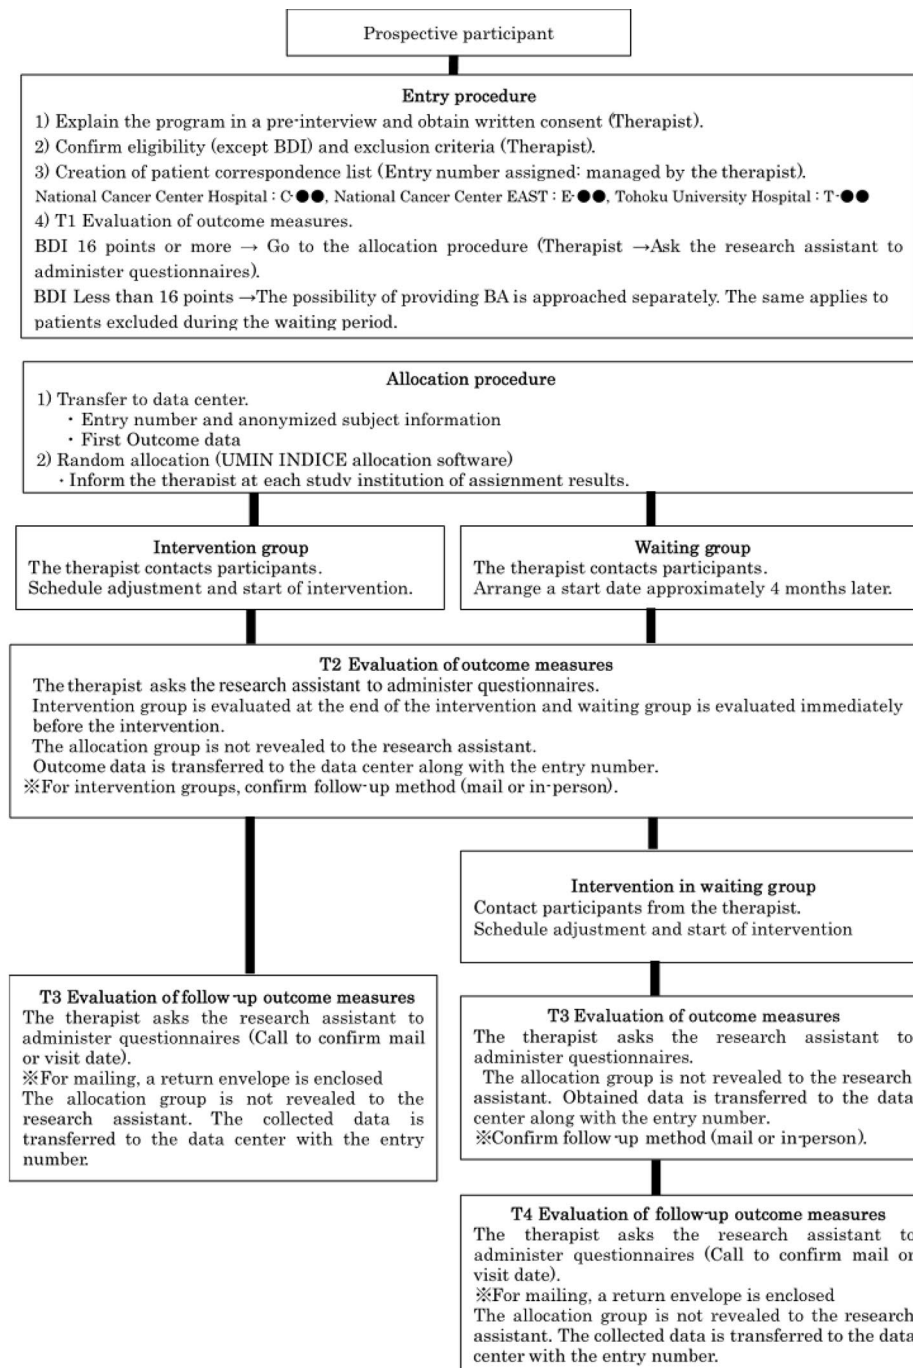 Prospective participant
Entry procedure
1) Explain the program in a pre-interview and obtain written consent (Therapist).
2) Confirm eligibility (except BDI) and exclusion criteria (Therapist).
3) Creation of patient correspondence list (Entry number assigned: managed by the therapist).
National Cancer Center Hospital : C-●●, National Cancer Center EAST : E-●●, Tohoku University Hospital : T-●●
4) T1 Evaluation of outcome measures.
BDI 16 points or more → Go to the allocation procedure (Therapist →Ask the research assistant to
administer questionnaires).
BDI Less than 16 points →The possibility of providing BA is approached separately. The same applies to
patients excluded during the waiting period.
Allocation procedure
1) Transfer to data center.
・Entry number and anonymized subject information
・First Outcome data
2) Random allocation (UMIN INDICE allocation software)
・Inform the therapist at each study institution of assignment results.
Intervention group
The therapist contacts participants.
Schedule adjustment and start of intervention.
Waiting group
The therapist contacts participants.
Arrange a start date approximately 4 months later.
T2 Evaluation of outcome measures
The therapist asks the research assistant to administer questionnaires.
Intervention group is evaluated at the end of the intervention and waiting group is evaluated immediately
before the intervention.
The allocation group is not revealed to the research assistant.
Outcome data is transferred to the data center along with the entry number.
※For intervention groups, confirm follow-up method (mail or in-person).
Intervention in waiting group
Contact participants from the therapist.
Schedule adjustment and start of intervention
T3 Evaluation of follow-up outcome measures
The therapist asks the research assistant to
administer questionnaires (Call to confirm mail
or visit date).
※For mailing, a return envelope is enclosed
The allocation group is not revealed to the
research assistant. The collected data is
transferred to the data center with the entry
number.
T3 Evaluation of outcome measures
The therapist asks the research assistant to
administer questionnaires.
The allocation group is not revealed to the research
assistant. Obtained data is transferred to the data
center along with the entry number.
※Confirm follow-up method (mail or in-person).
T4 Evaluation of follow-up outcome measures
The therapist asks the research assistant to
administer questionnaires (Call to confirm mail or
visit date).
※For mailing, a return envelope is enclosed
The allocation group is not revealed to the research
assistant. The collected data is transferred to the data
center with the entry number.